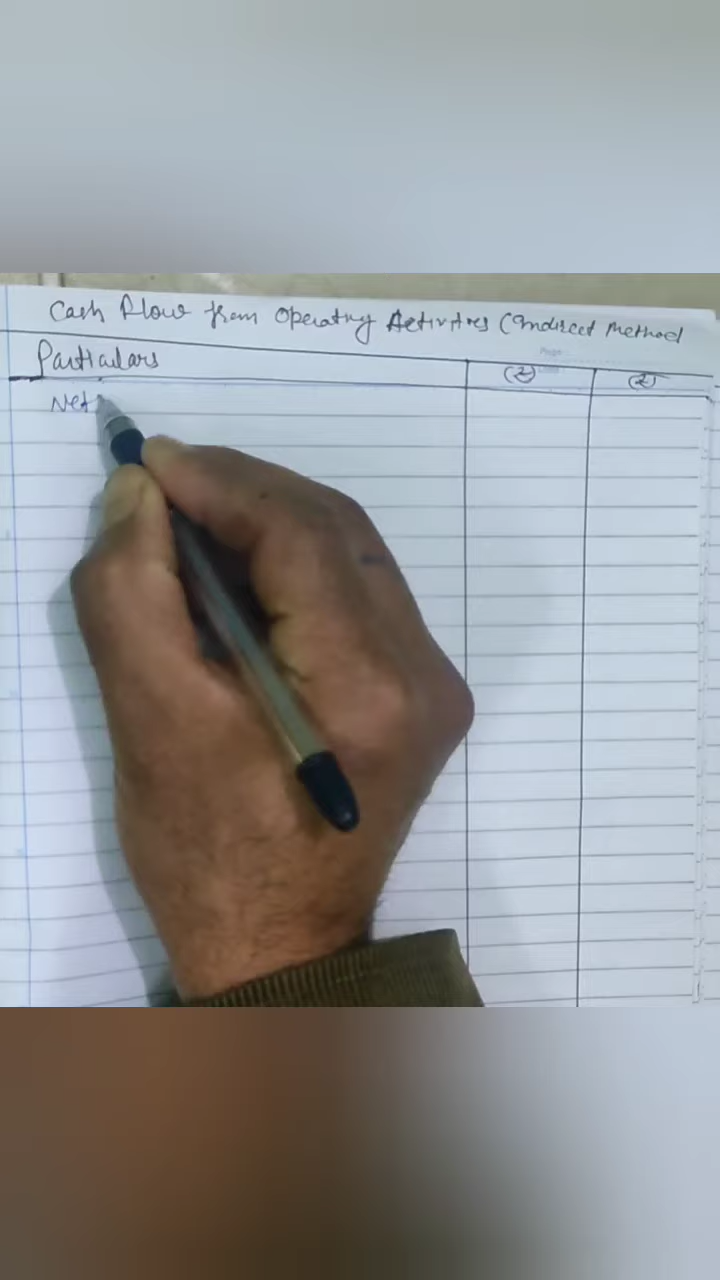 Cash Flow from Operating Activities (Indirect Method
Particulars
(₹)
(₹)
Net